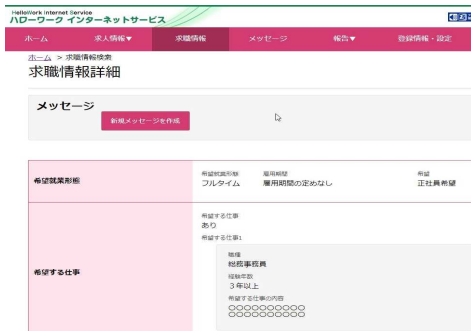 HelloWork Internet Service
ハローワーク インターネットサービス
ホーム 求人情報▼ 求職情報 メッセージ 報告▼ 登録情報・設定
ホーム > 求職情報検索
求職情報詳細
メッセージ
新規メッセージを作成
希望就業形態 雇用期間 希望
希望就業形態 フルタイム 雇用期間の定めなし 正社員希望
希望する仕事
あり
希望する仕事1
希望する仕事
職種
総務事務員
経験年数
3年以上
希望する仕事の内容
○○○○○○○○○○
○○○○○○○○○○